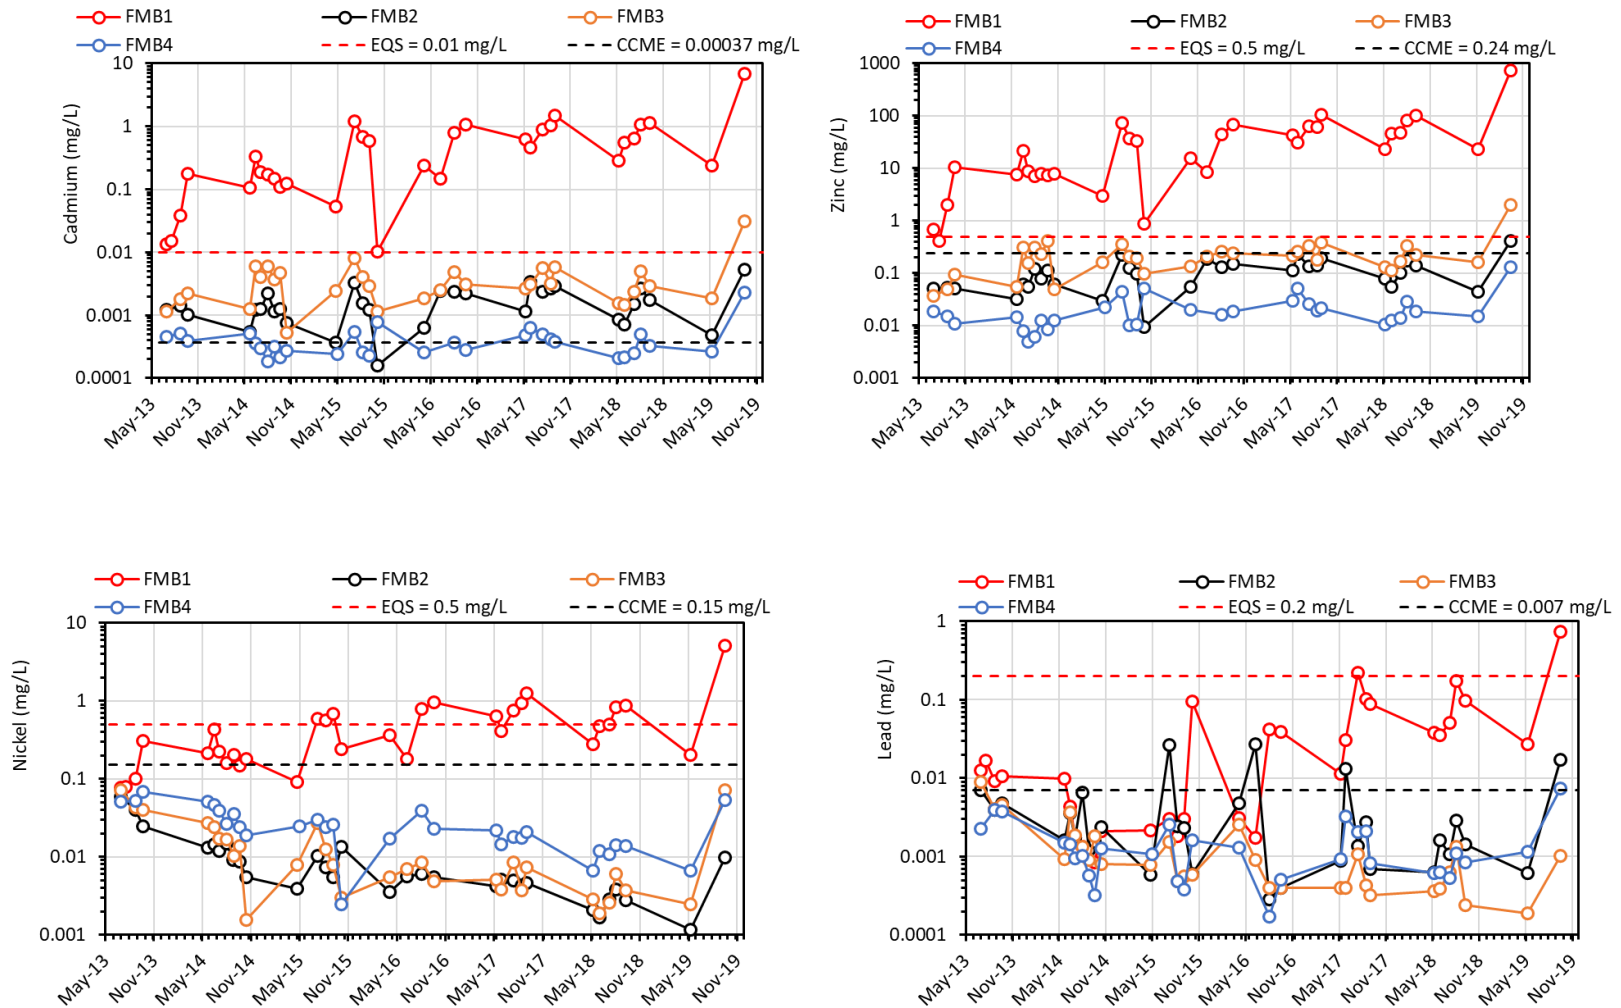 FMB1 FMB2 FMB3
FMB4 EQS = 0.01 mg/L CCME = 0.00037 mg/L
Cadmium (mg/L)
10
1
0.1
0.01
0.001
0.0001
May-13 Nov-13 May-14 Nov-14 May-15 Nov-15 May-16 Nov-16 May-17 Nov-17 May-18 Nov-18 May-19 Nov-19
FMB1 FMB2 FMB3
FMB4 EQS = 0.5 mg/L CCME = 0.24 mg/L
Zinc (mg/L)
1000
100
10
1
0.1
0.01
0.001
May-13 Nov-13 May-14 Nov-14 May-15 Nov-15 May-16 Nov-16 May-17 Nov-17 May-18 Nov-18 May-19 Nov-19
FMB1 FMB2 FMB3
FMB4 EQS = 0.5 mg/L CCME = 0.15 mg/L
Nickel (mg/L)
10
1
0.1
0.01
0.001
May-13 Nov-13 May-14 Nov-14 May-15 Nov-15 May-16 Nov-16 May-17 Nov-17 May-18 Nov-18 May-19 Nov-19
FMB1 FMB2 FMB3
FMB4 EQS = 0.2 mg/L CCME = 0.007 mg/L
Lead (mg/L)
1
0.1
0.01
0.001
0.0001
May-13 Nov-13 May-14 Nov-14 May-15 Nov-15 May-16 Nov-16 May-17 Nov-17 May-18 Nov-18 May-19 Nov-19